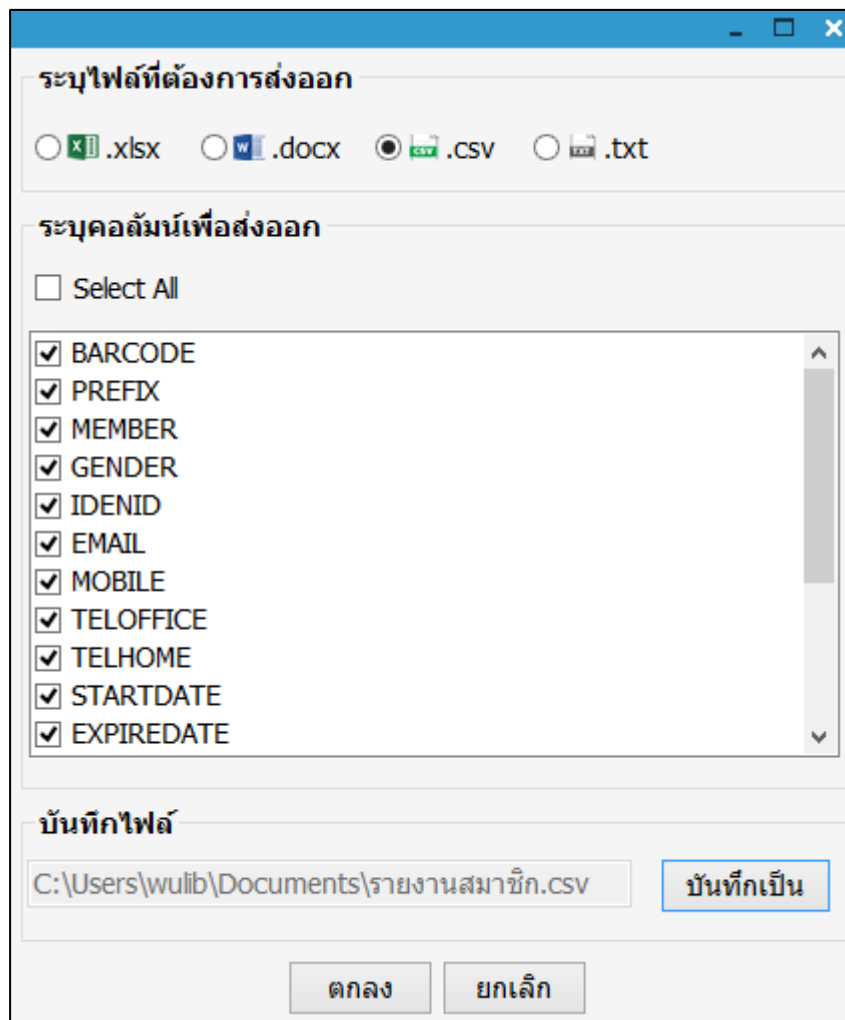 ระบุไฟล์ที่ต้องการส่งออก
.xlsx .docx .csv .txt
ระบุคอลัมน์เพื่อส่งออก
Select All
BARCODE
PREFIX
MEMBER
GENDER
IDENID
EMAIL
MOBILE
TELOFFICE
TELHOME
STARTDATE
EXPIREDATE
บันทึกไฟล์
C:\Users\wulib\Documents\รายงานสมาชิก.csv บันทึกเป็น
ตกลง ยกเลิก